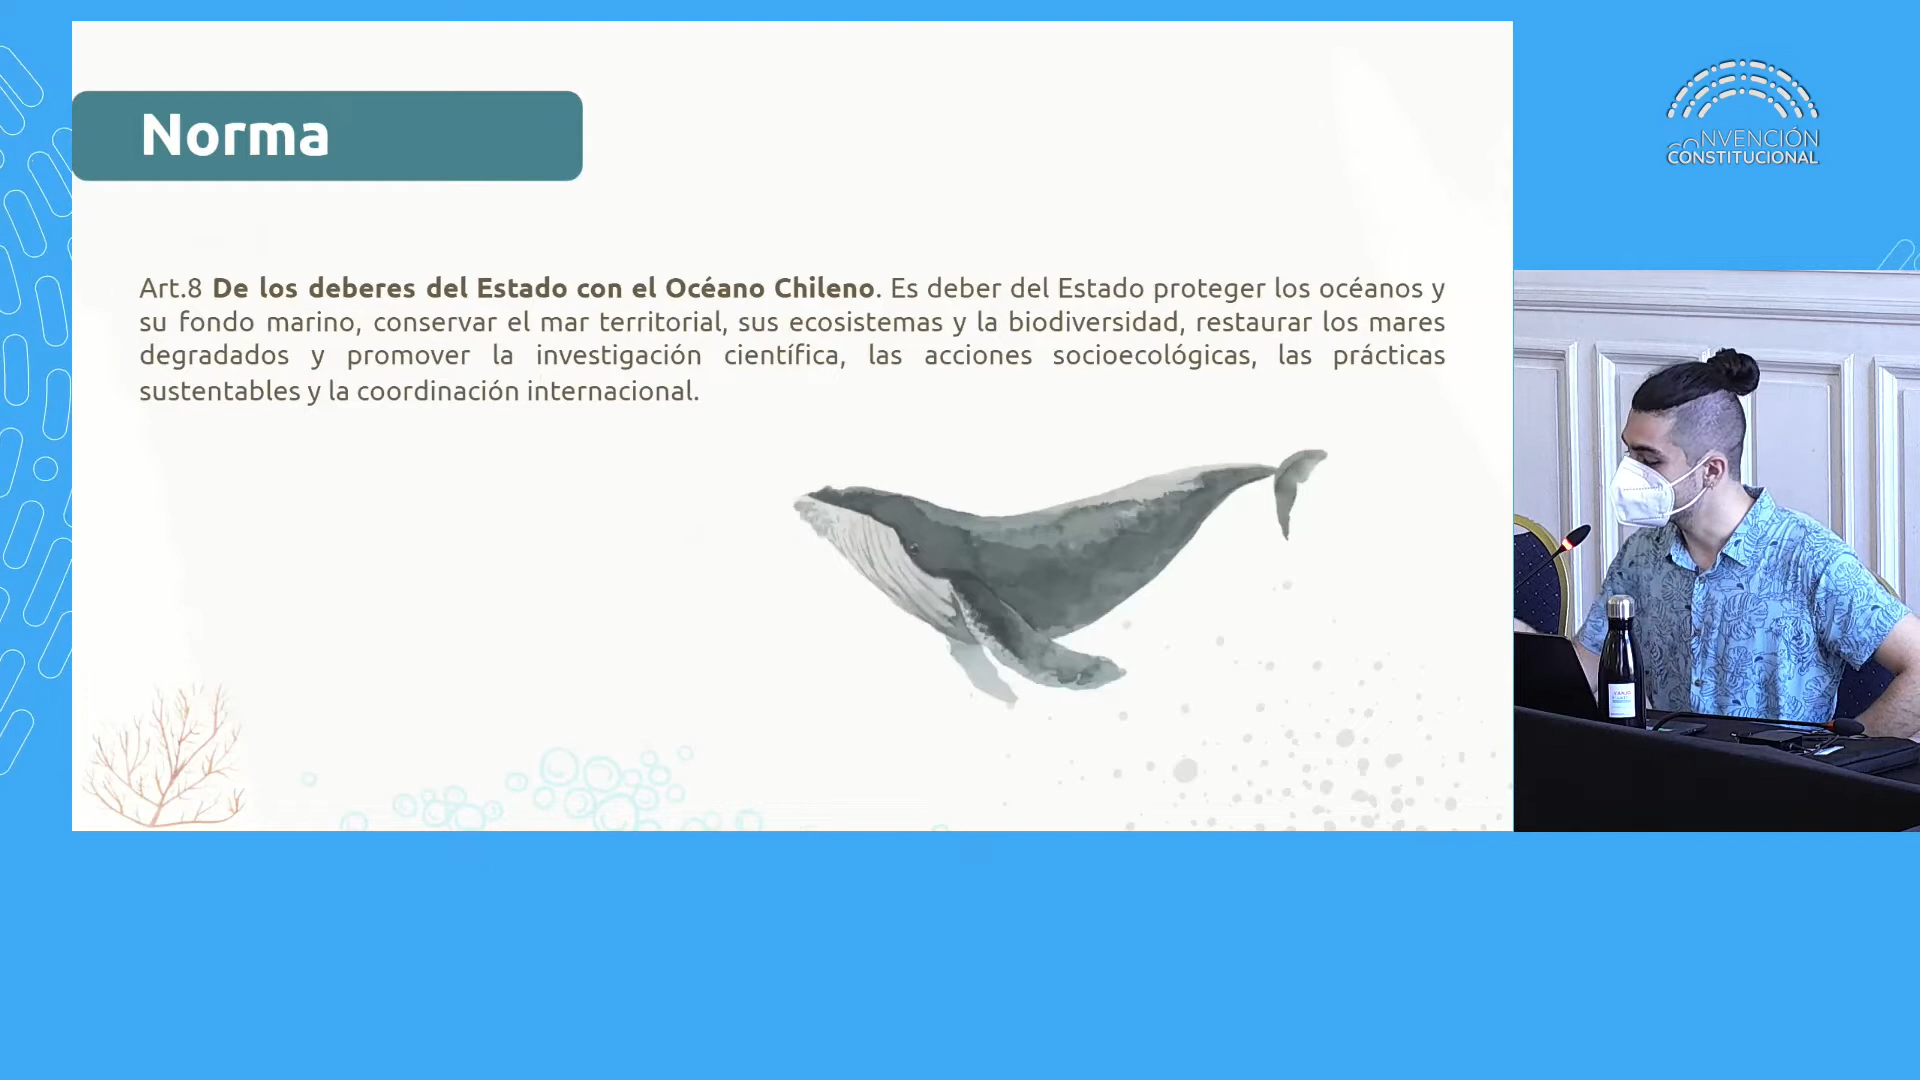 Norma
Art.8 De los deberes del Estado con el Océano Chileno. Es deber del Estado proteger los océanos y
su fondo marino, conservar el mar territorial, sus ecosistemas y la biodiversidad, restaurar los mares
degradados y promover la investigación científica, las acciones socioecológicas, las prácticas
sustentables y la coordinación internacional.
CONVENCIÓN
CONSTITUCIONAL